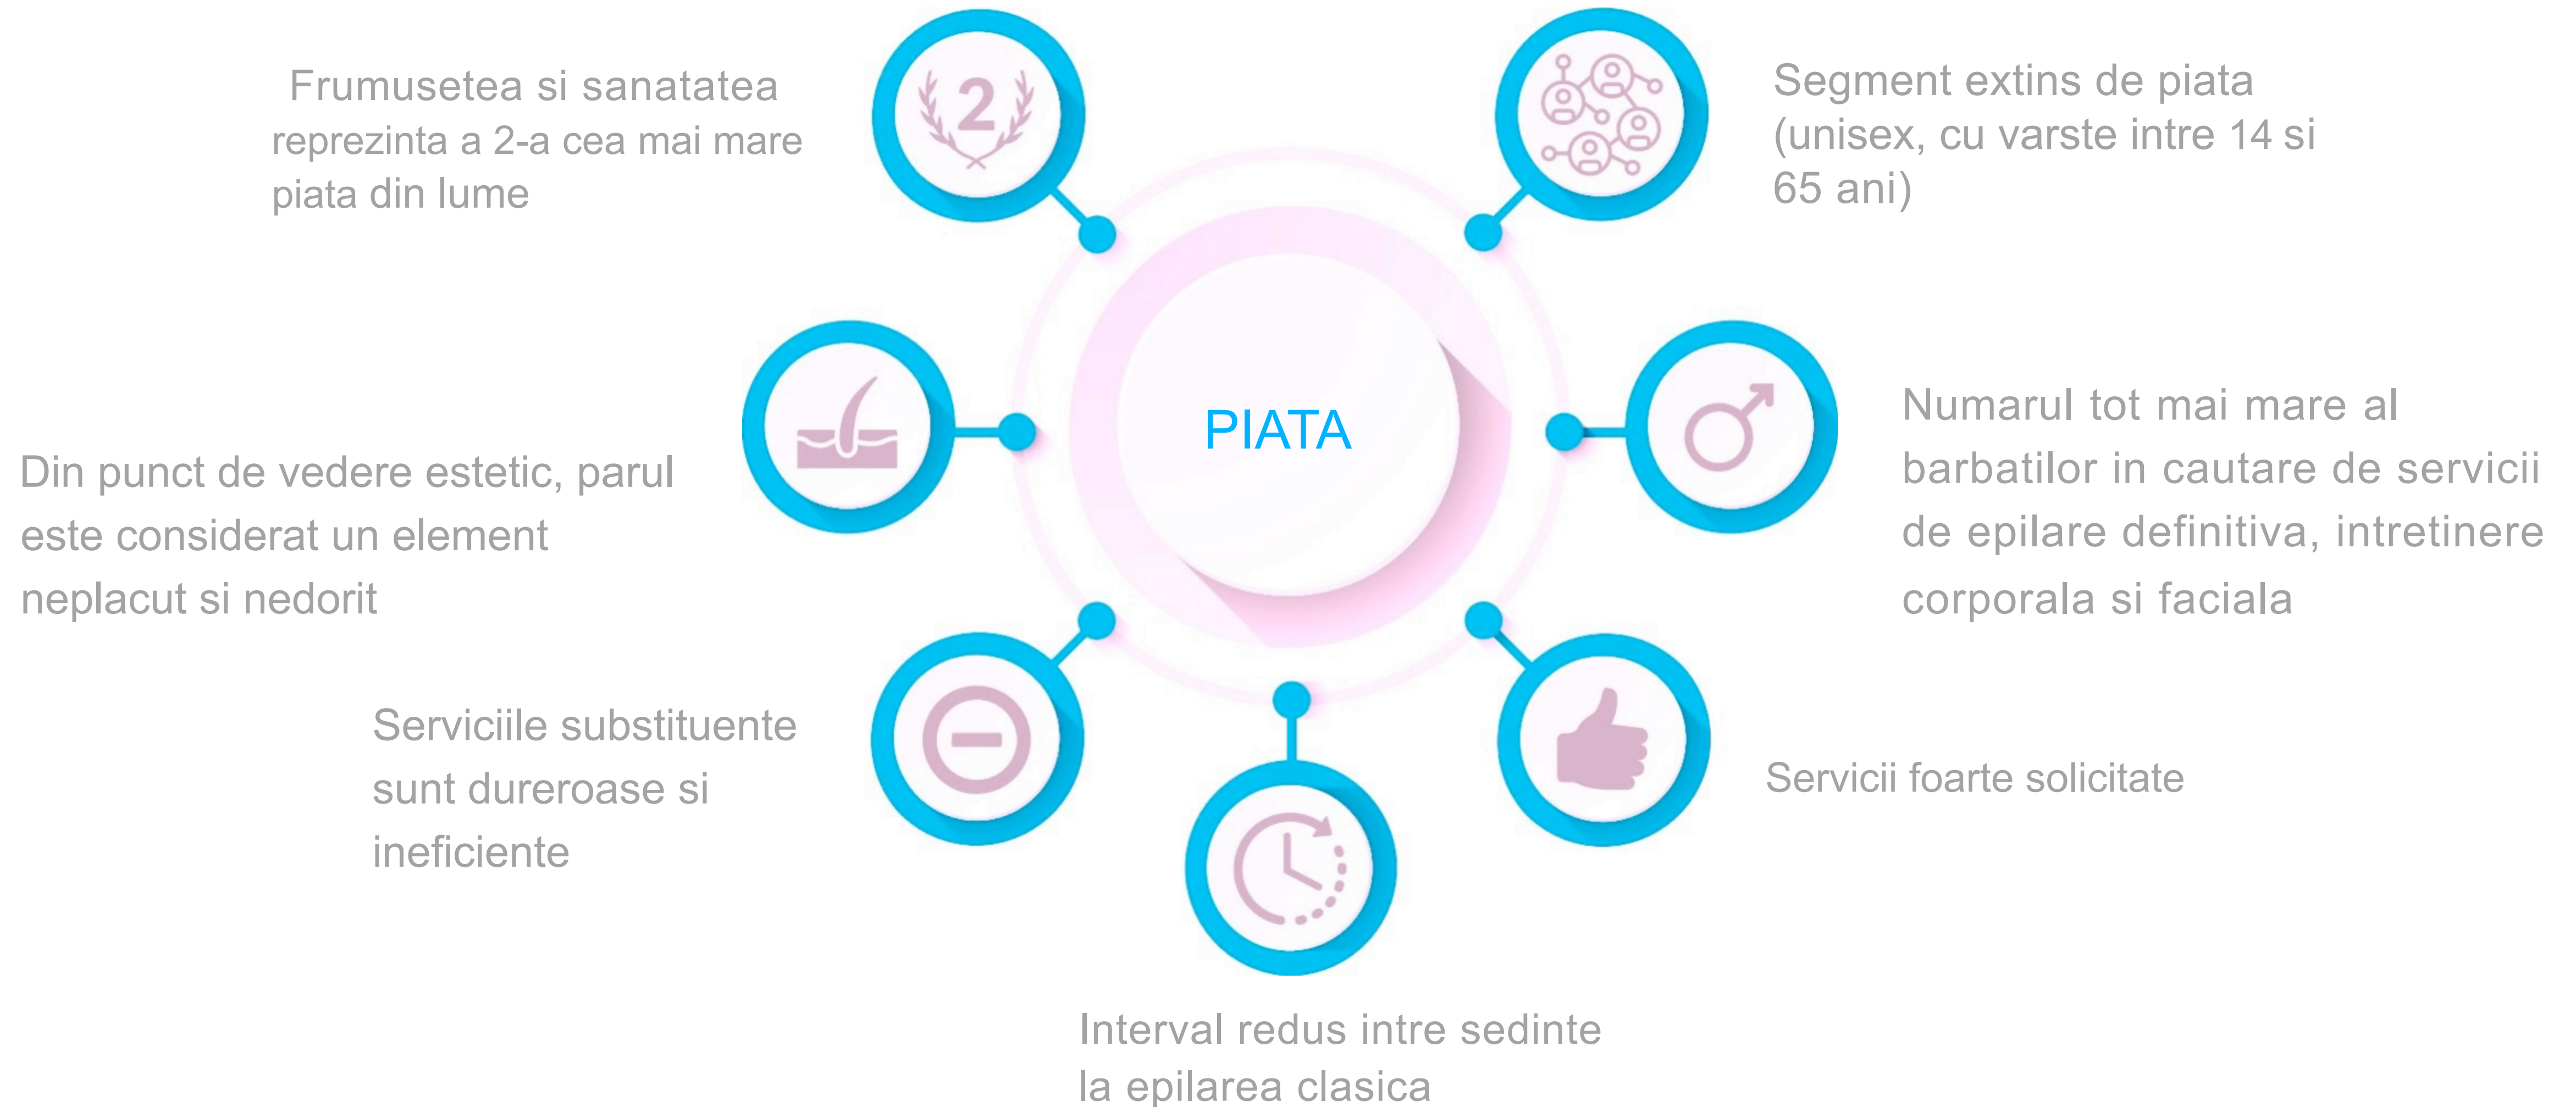 Frumusetea si sanatatea
reprezinta a 2-a cea mai mare
piata din lume
2
Segment extins de piata
(unisex, cu varste intre 14 si
65 ani)
Din punct de vedere estetic, parul
este considerat un element
neplacut si nedorit
PIATA
Numarul tot mai mare al
barbatilor in cautare de servicii
de epilare definitiva, intretinere
corporala si faciala
Serviciile substituente
sunt dureroase si
ineficiente
Servicii foarte solicitate
Interval redus intre sedinte
la epilarea clasica